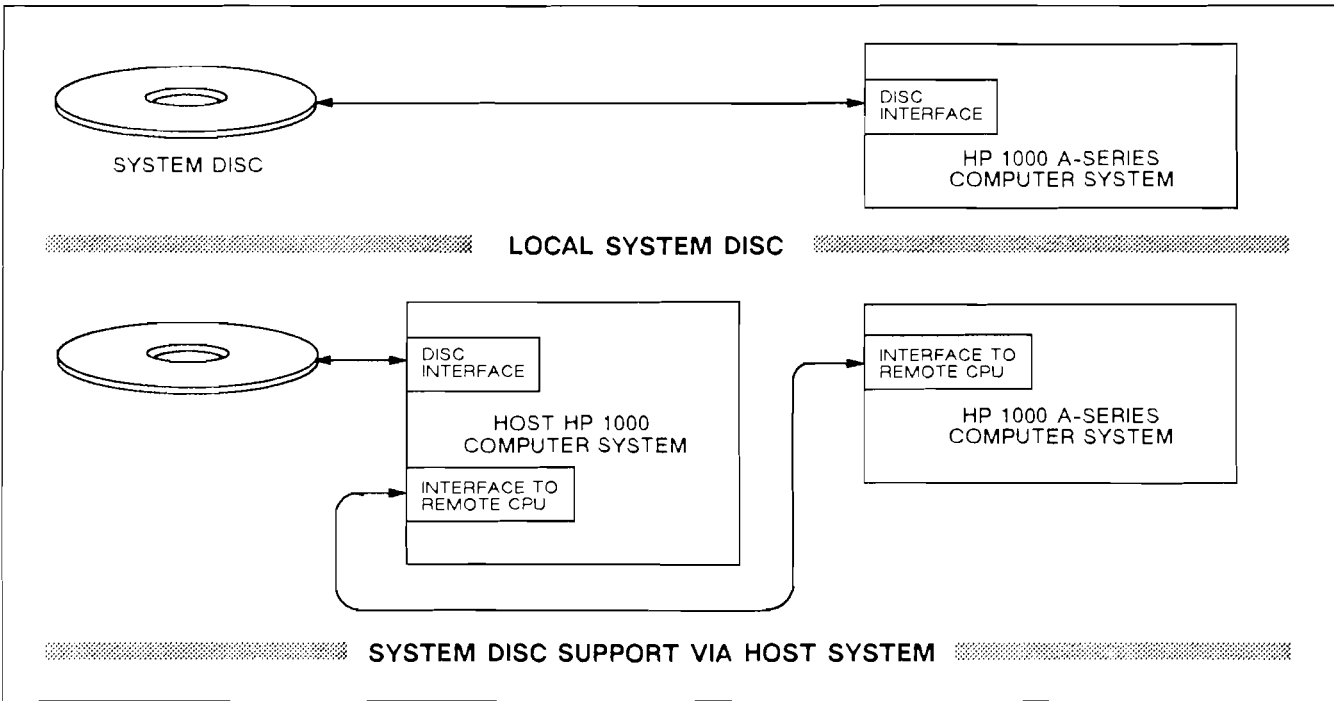 SYSTEM DISC
DISC
INTERFACE
HP 1000 A-SERIES
COMPUTER SYSTEM
LOCAL SYSTEM DISC
DISC
INTERFACE
HOST HP 1000
COMPUTER SYSTEM
INTERFACE TO
REMOTE CPU
INTERFACE TO
REMOTE CPU
HP 1000 A-SERIES
COMPUTER SYSTEM
SYSTEM DISC SUPPORT VIA HOST SYSTEM